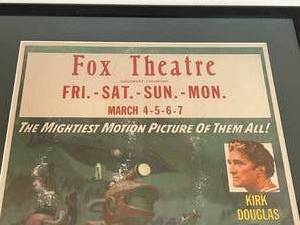 Fox Theatre
FRI.-SAT.-SUN.-MON.
MARCH 4-5-6-7
THE MIGHTIEST MOTION PICTURE OF THEM ALL!
KIRK
DOUGLAS